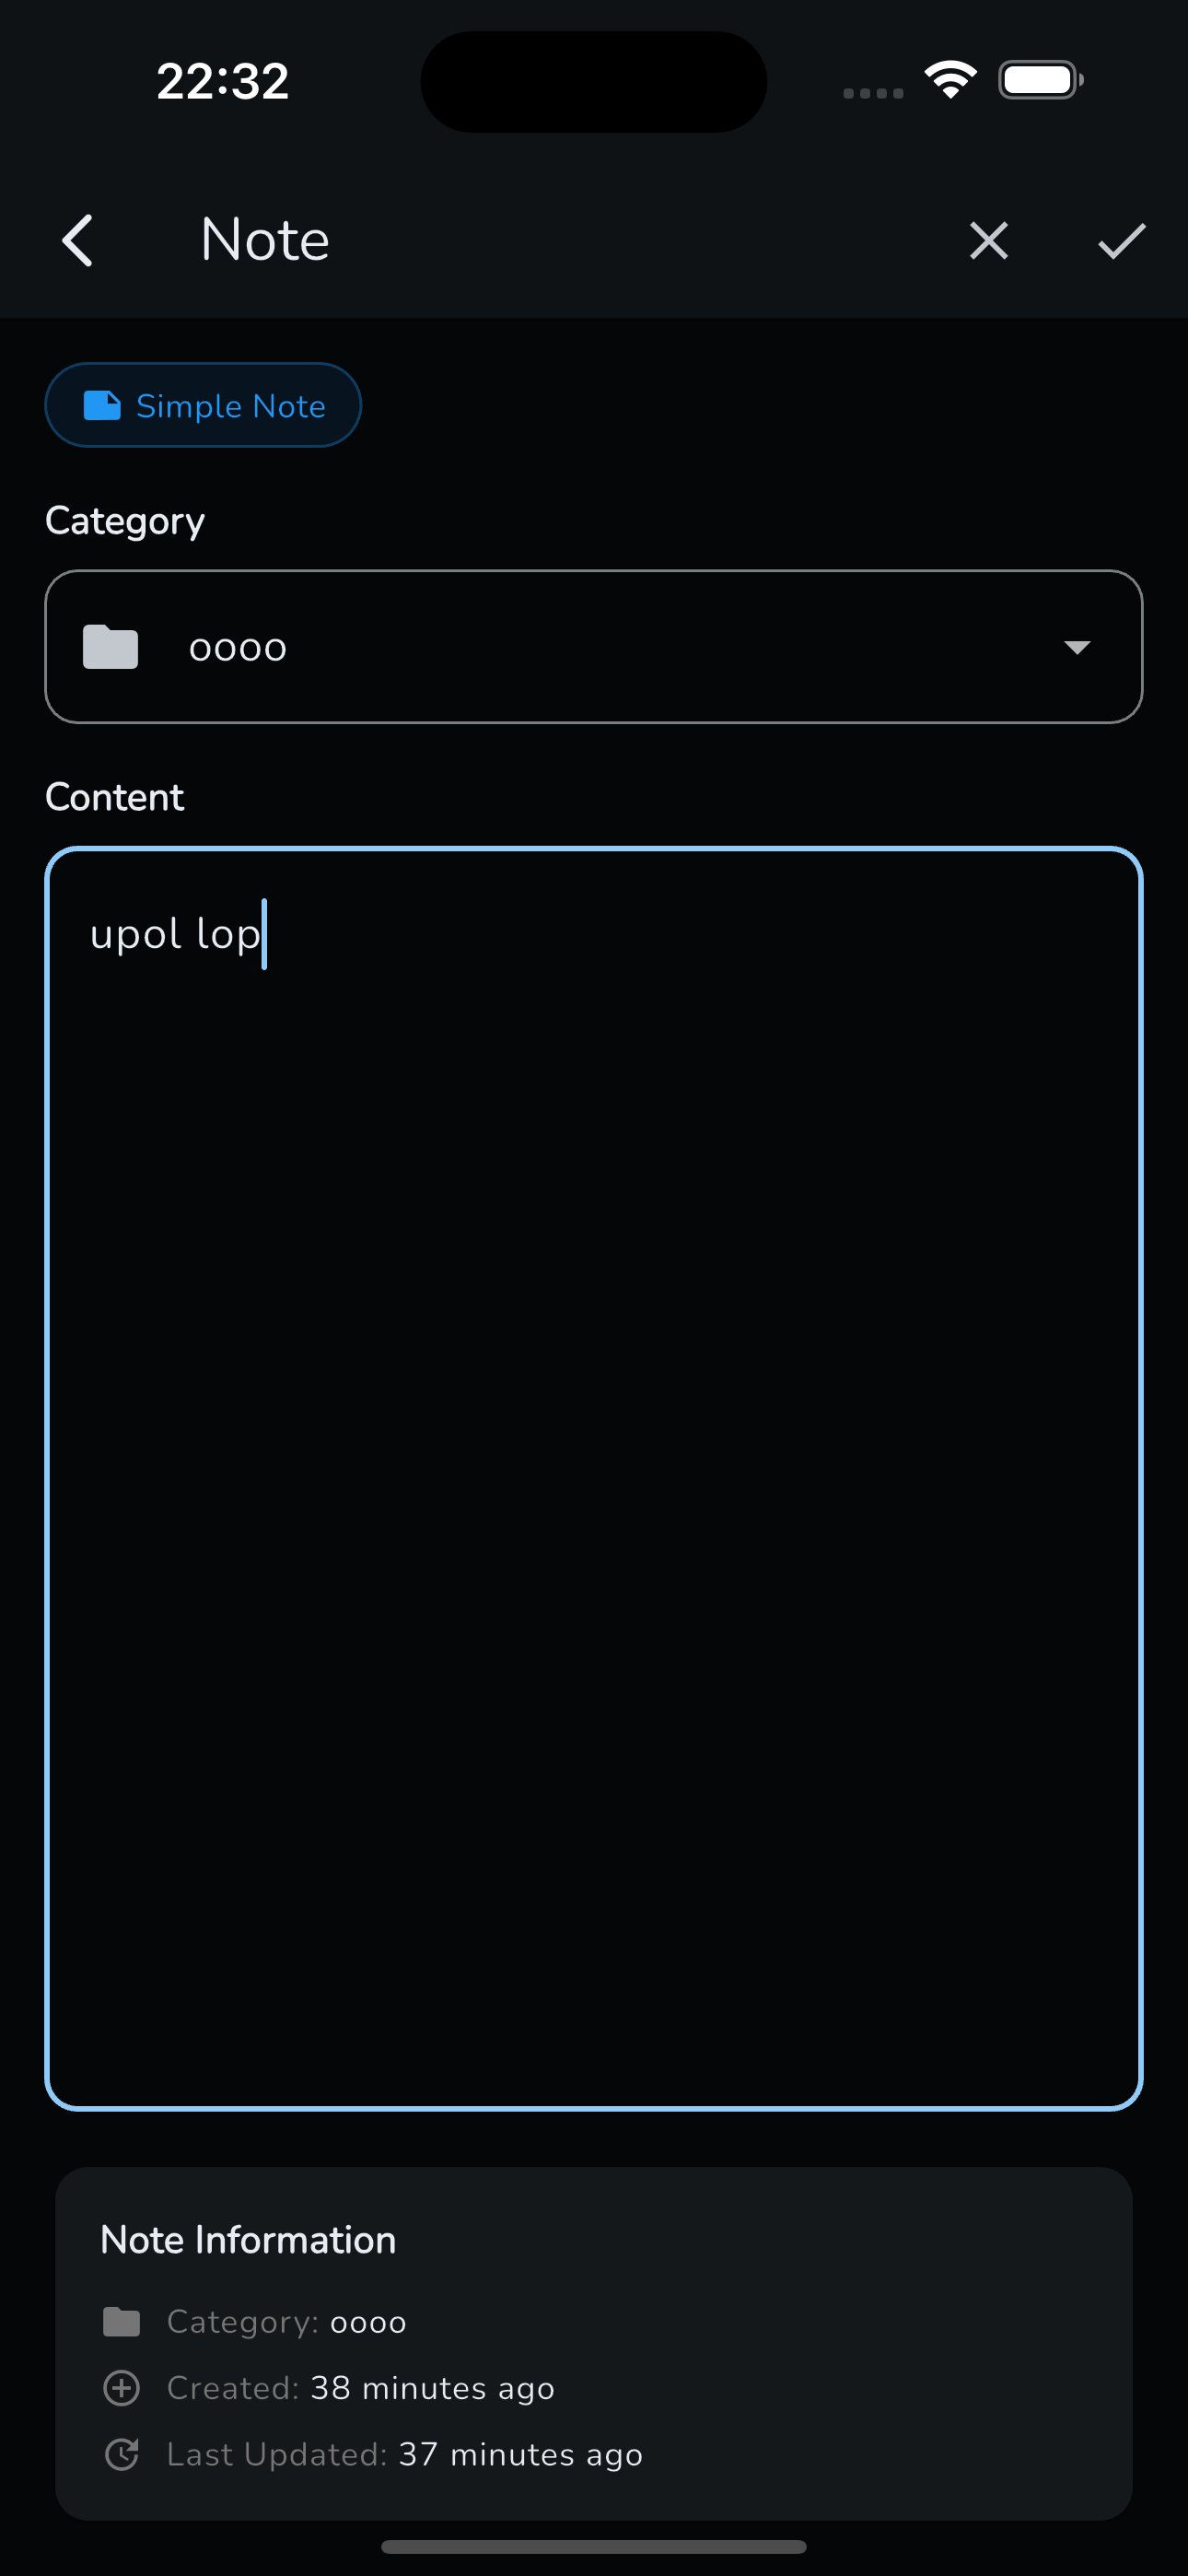 22:32
Note
Simple Note
Category
oooo
Content
upol lop
Note Information
Category: oooo
Created: 38 minutes ago
Last Updated: 37 minutes ago